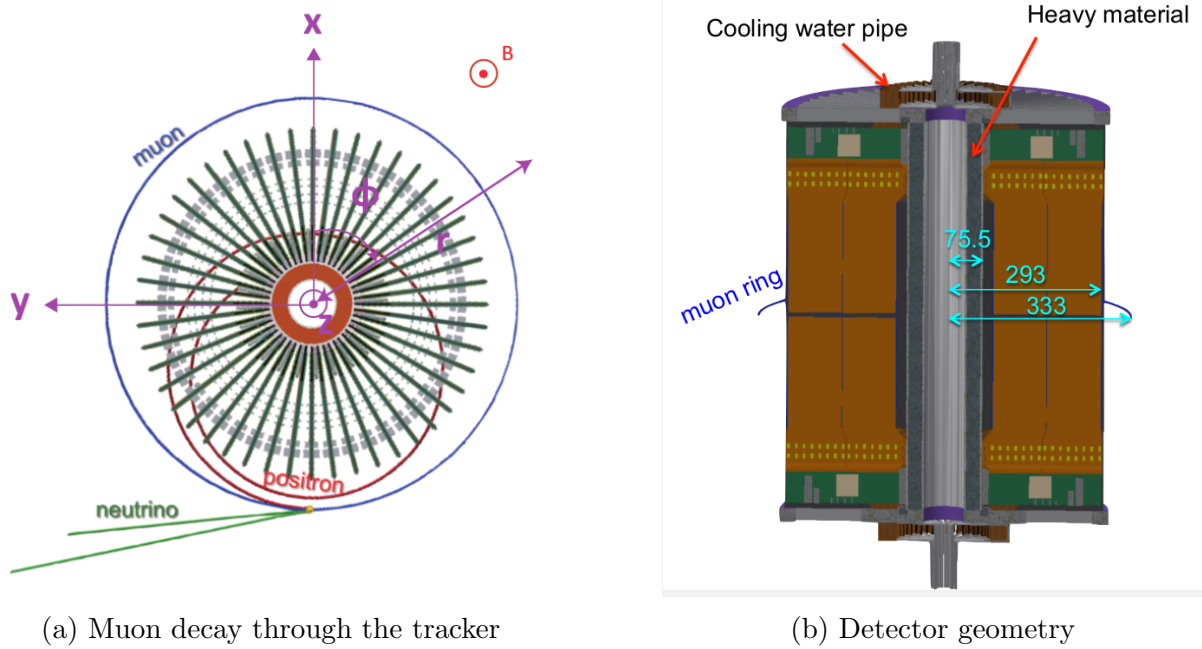 x
B
muon
ϕ
r
y
z
positron
neutrino
(a) Muon decay through the tracker
Cooling water pipe
Heavy material
75.5
293
muon ring
333
(b) Detector geometry